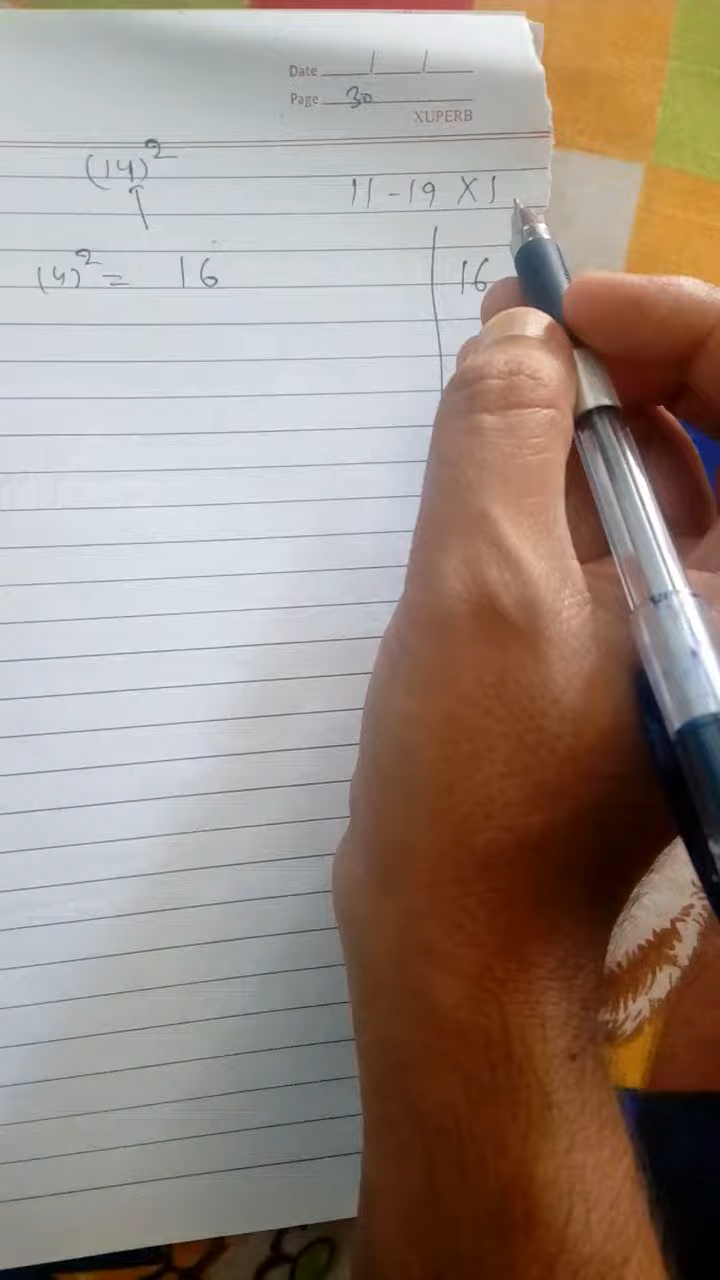 Date / /
Page 30
XUPERB
(14)²
11-19 X1
(4)² = 16
16